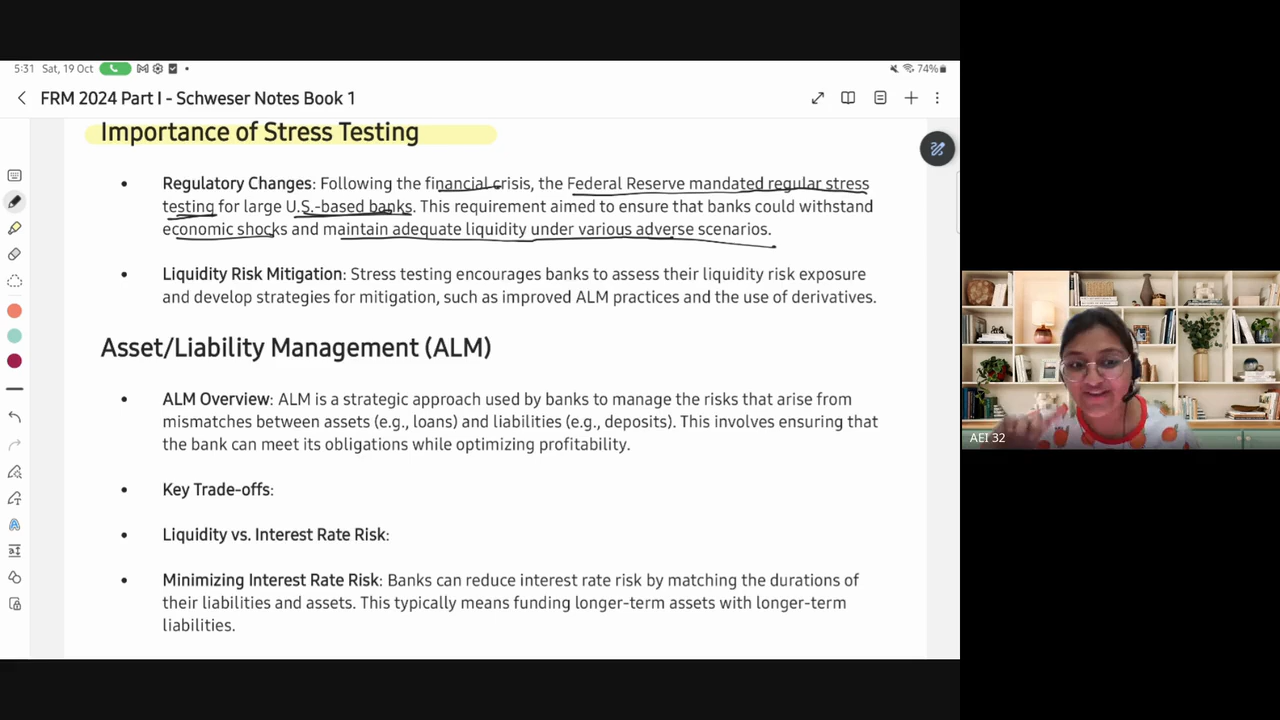 5:31 Sat, 19 Oct
74%
FRM 2024 Part I - Schweser Notes Book 1
Importance of Stress Testing
• Regulatory Changes: Following the financial crisis, the Federal Reserve mandated regular stress
testing for large U.S.-based banks. This requirement aimed to ensure that banks could withstand
economic shocks and maintain adequate liquidity under various adverse scenarios.
• Liquidity Risk Mitigation: Stress testing encourages banks to assess their liquidity risk exposure
and develop strategies for mitigation, such as improved ALM practices and the use of derivatives.
Asset/Liability Management (ALM)
• ALM Overview: ALM is a strategic approach used by banks to manage the risks that arise from
mismatches between assets (e.g., loans) and liabilities (e.g., deposits). This involves ensuring that
the bank can meet its obligations while optimizing profitability.
• Key Trade-offs:
• Liquidity vs. Interest Rate Risk:
• Minimizing Interest Rate Risk: Banks can reduce interest rate risk by matching the durations of
their liabilities and assets. This typically means funding longer-term assets with longer-term
liabilities.
AEI 32